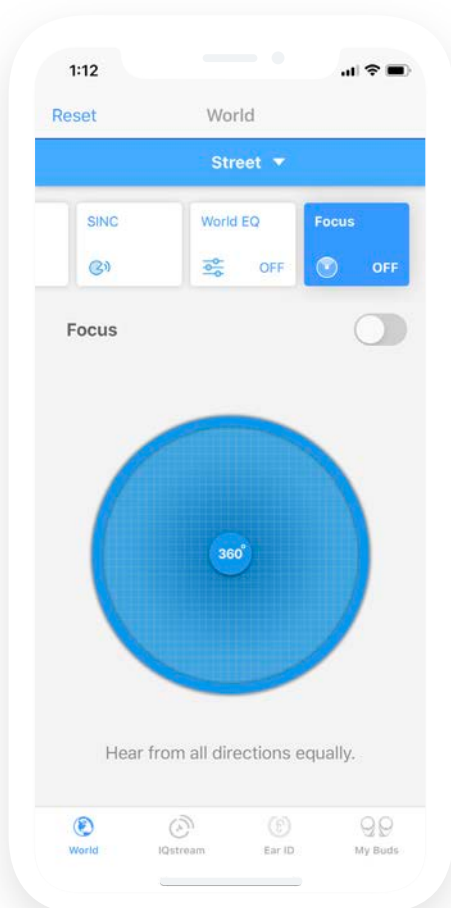 1:12
Reset World
Street
SINC World EQ Focus
OFF OFF
Focus
360°
Hear from all directions equally.
World IQstream Ear ID My Buds